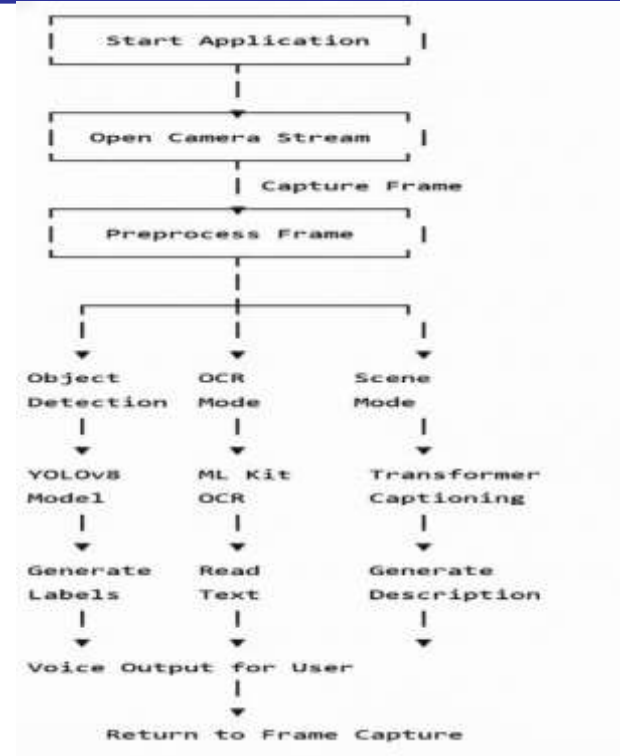 Start Application
Open Camera Stream
Capture Frame
Preprocess Frame
Object OCR Scene
Detection Mode Mode
YOLOv8 ML Kit Transformer
Model OCR Captioning
Generate Read Generate
Labels Text Description
Voice Output for User
Return to Frame Capture